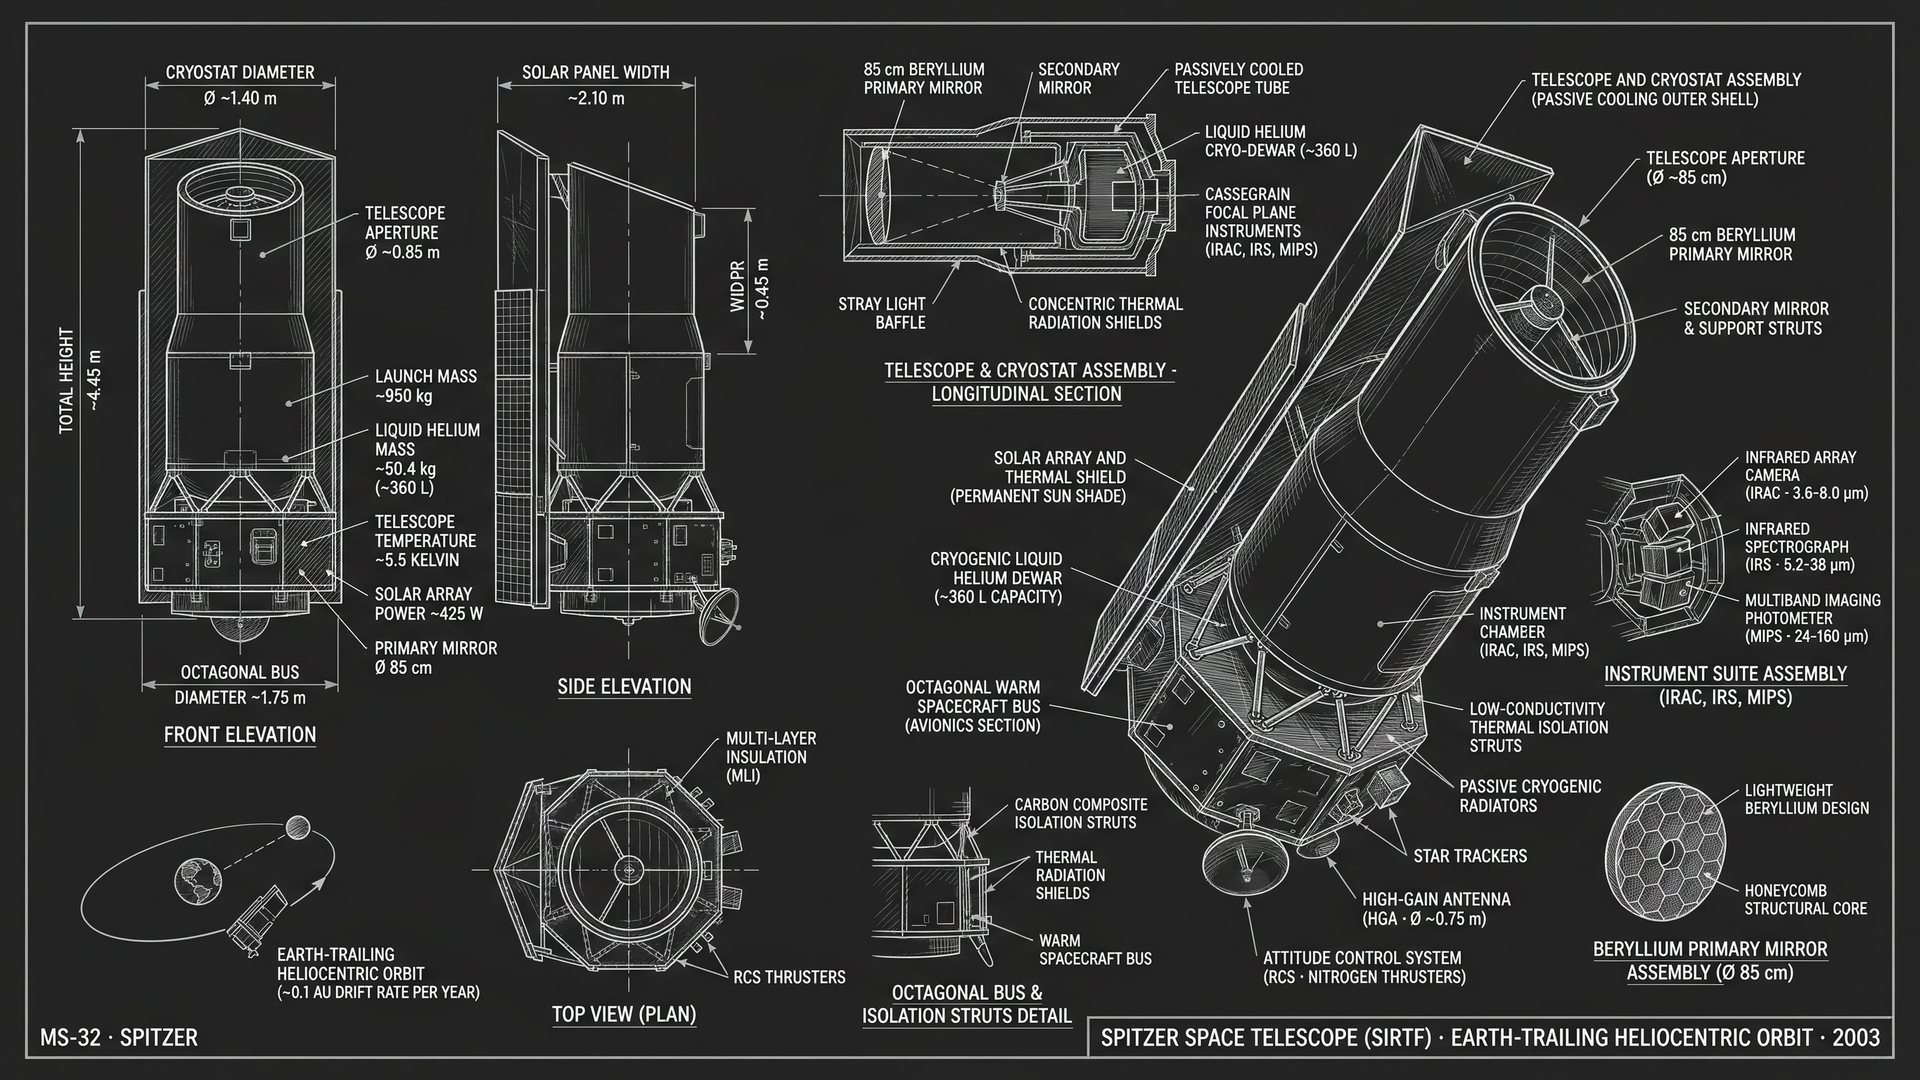 CRYOSTAT DIAMETER
Ø ~1.40 m
TOTAL HEIGHT
~4.45 m
TELESCOPE
APERTURE
Ø ~0.85 m
LAUNCH MASS
~950 kg
LIQUID HELIUM
MASS
~50.4 kg
(~360 L)
TELESCOPE
TEMPERATURE
~5.5 KELVIN
SOLAR ARRAY
POWER ~425 W
PRIMARY MIRROR
Ø 85 cm
OCTAGONAL BUS
DIAMETER ~1.75 m
FRONT ELEVATION
SOLAR PANEL WIDTH
~2.10 m
WIDPR
~0.45 m
SIDE ELEVATION
85 cm BERYLLIUM
PRIMARY MIRROR
SECONDARY
MIRROR
PASSIVELY COOLED
TELESCOPE TUBE
LIQUID HELIUM
CRYO-DEWAR (~360 L)
CASSEGRAIN
FOCAL PLANE
INSTRUMENTS
(IRAC, IRS, MIPS)
STRAY LIGHT
BAFFLE
CONCENTRIC THERMAL
RADIATION SHIELDS
TELESCOPE & CRYOSTAT ASSEMBLY -
LONGITUDINAL SECTION
TELESCOPE AND CRYOSTAT ASSEMBLY
(PASSIVE COOLING OUTER SHELL)
TELESCOPE APERTURE
(Ø ~85 cm)
85 cm BERYLLIUM
PRIMARY MIRROR
SECONDARY MIRROR
& SUPPORT STRUTS
SOLAR ARRAY AND
THERMAL SHIELD
(PERMANENT SUN SHADE)
CRYOGENIC LIQUID
HELIUM DEWAR
(~360 L CAPACITY)
OCTAGONAL WARM
SPACECRAFT BUS
(AVIONICS SECTION)
INSTRUMENT
CHAMBER
(IRAC, IRS, MIPS)
LOW-CONDUCTIVITY
THERMAL ISOLATION
STRUTS
PASSIVE CRYOGENIC
RADIATORS
STAR TRACKERS
HIGH-GAIN ANTENNA
(HGA · Ø ~0.75 m)
ATTITUDE CONTROL SYSTEM
(RCS · NITROGEN THRUSTERS)
INFRARED ARRAY
CAMERA
(IRAC - 3.6-8.0 µm)
INFRARED
SPECTROGRAPH
(IRS · 5.2-38 µm)
MULTIBAND IMAGING
PHOTOMETER
(MIPS - 24-160 µm)
INSTRUMENT SUITE ASSEMBLY
(IRAC, IRS, MIPS)
LIGHTWEIGHT
BERYLLIUM DESIGN
HONEYCOMB
STRUCTURAL CORE
BERYLLIUM PRIMARY MIRROR
ASSEMBLY (Ø 85 cm)
EARTH-TRAILING
HELIOCENTRIC ORBIT
(~0.1 AU DRIFT RATE PER YEAR)
MULTI-LAYER
INSULATION
(MLI)
RCS THRUSTERS
TOP VIEW (PLAN)
CARBON COMPOSITE
ISOLATION STRUTS
THERMAL
RADIATION
SHIELDS
WARM
SPACECRAFT BUS
OCTAGONAL BUS &
ISOLATION STRUTS DETAIL
MS-32 · SPITZER
SPITZER SPACE TELESCOPE (SIRTF) · EARTH-TRAILING HELIOCENTRIC ORBIT · 2003